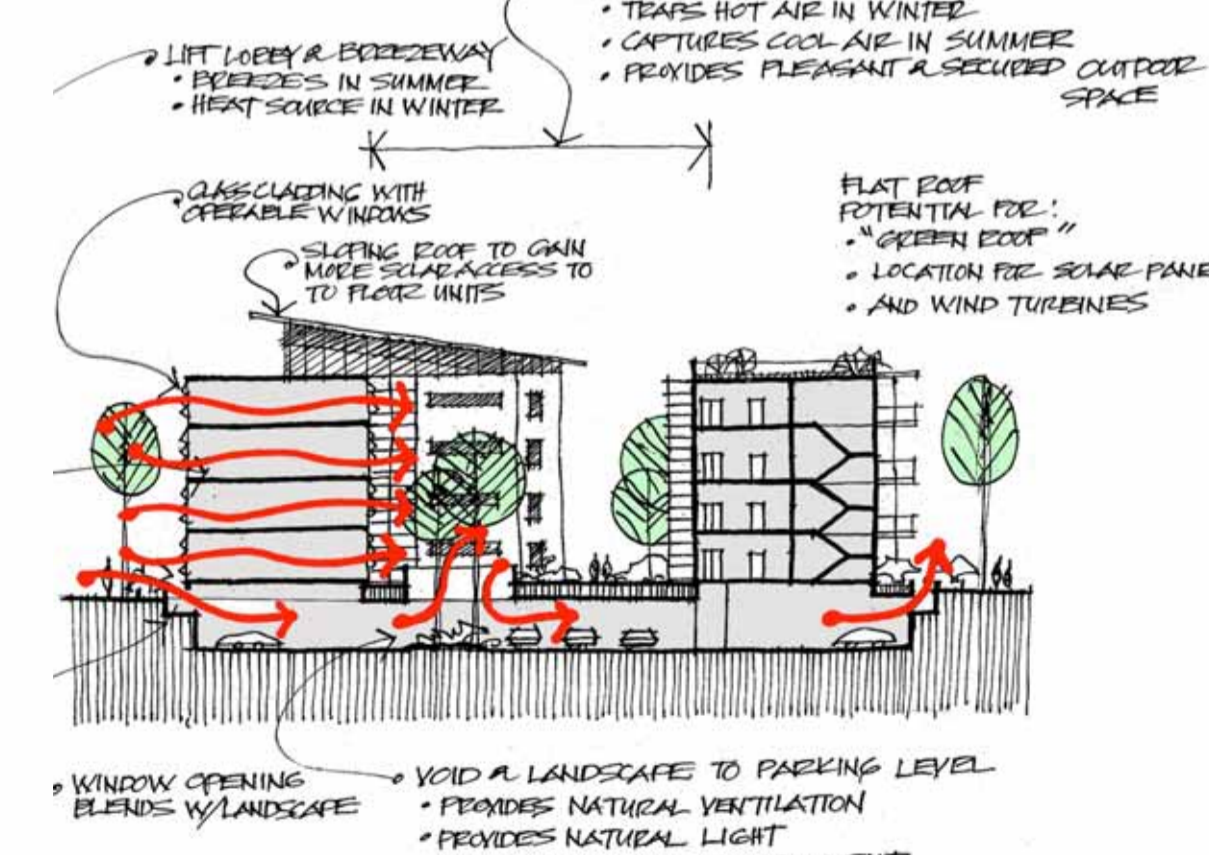 • TRAPS HOT AIR IN WINTER
• CAPTURES COOL AIR IN SUMMER
• PROVIDES PLEASANT & SECURED OUTDOOR
SPACE
• LIFT LOBBY & BREEZEWAY
• BREEZES IN SUMMER
• HEAT SOURCE IN WINTER
• GLASS CLADDING WITH
OPERABLE WINDOWS
• SLOPING ROOF TO GAIN
MORE SOLAR ACCESS TO
TO FLOOR UNITS
FLAT ROOF
POTENTIAL FOR:
• "GREEN ROOF"
• LOCATION FOR SOLAR PANE
• AND WIND TURBINES
• WINDOW OPENING
BLENDS W/LANDSCAPE
• VOID & LANDSCAPE TO PARKING LEVEL
• PROVIDES NATURAL VENTILATION
• PROVIDES NATURAL LIGHT